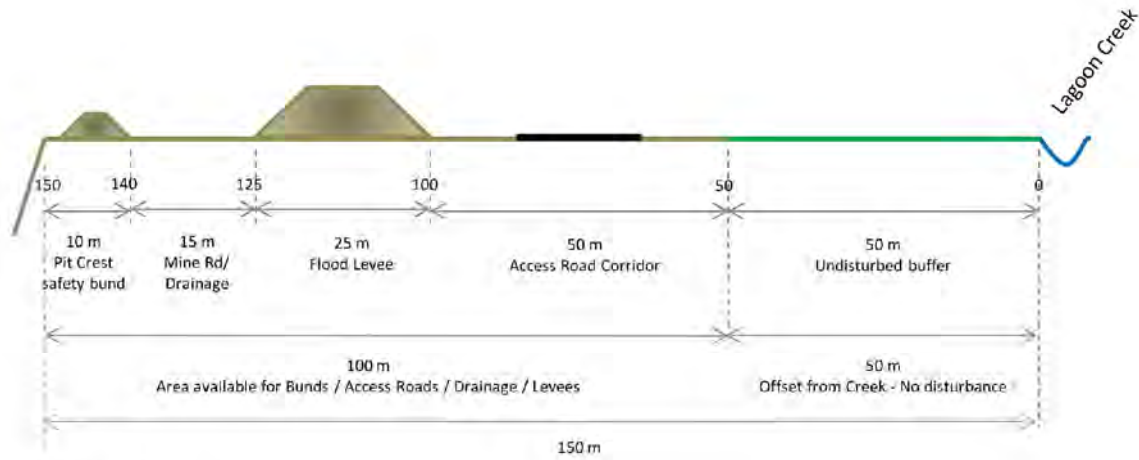 Lagoon Creek
150 140 125 100 50 0
10 m
Pit Crest
safety bund
15 m
Mine Rd/
Drainage
25 m
Flood Levee
50 m
Access Road Corridor
50 m
Undisturbed buffer
100 m
Area available for Bunds / Access Roads / Drainage / Levees
50 m
Offset from Creek - No disturbance
150 m